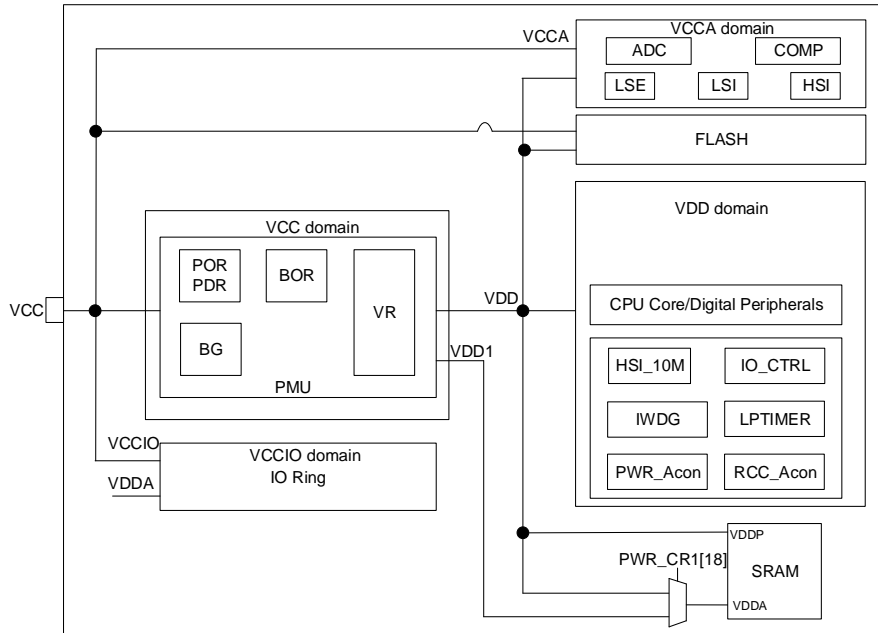 VCCA
VCCA domain
ADC
COMP
LSE
LSI
HSI
FLASH
VCC domain
POR
PDR
BOR
VR
BG
PMU
VCC
VDD
VDD1
VDD domain
CPU Core/Digital Peripherals
HSI_10M
IO_CTRL
IWDG
LPTIMER
PWR_Acon
RCC_Acon
VCCIO
VCCIO domain
IO Ring
VDDA
PWR_CR1[18]
VDDP
SRAM
VDDA